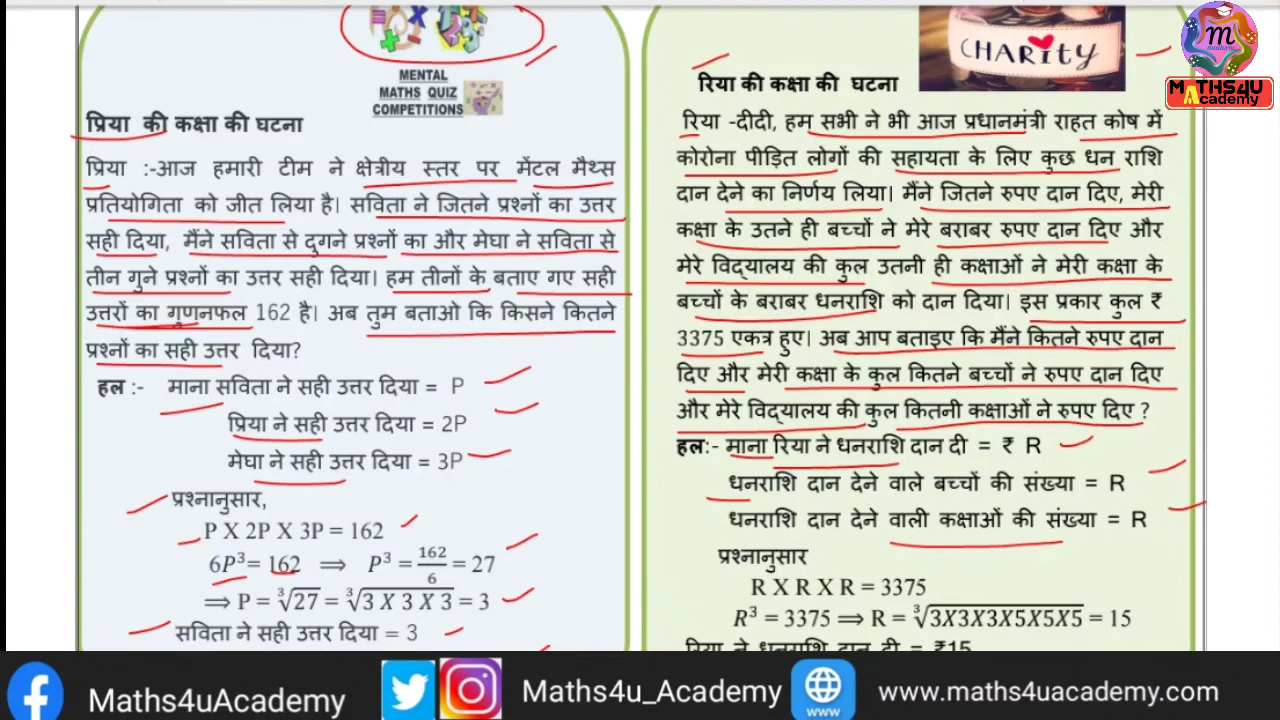 MENTAL
MATHS QUIZ
COMPETITIONS
प्रिया की कक्षा की घटना
प्रिया :-आज हमारी टीम ने क्षेत्रीय स्तर पर मेंटल मैथ्स
प्रतियोगिता को जीत लिया है। सविता ने जितने प्रश्नों का उत्तर
सही दिया, मैंने सविता से दुगने प्रश्नों का और मेघा ने सविता से
तीन गुने प्रश्नों का उत्तर सही दिया। हम तीनों के बताए गए सही
उत्तरों का गुणनफल 162 है। अब तुम बताओ कि किसने कितने
प्रश्नों का सही उत्तर दिया?
हल :- माना सविता ने सही उत्तर दिया = P
प्रिया ने सही उत्तर दिया = 2P
मेघा ने सही उत्तर दिया = 3P
प्रश्नानुसार,
P X 2P X 3P = 162
6P³= 162 ⟹ P³ = 162/6 = 27
⟹ P = ∛27 = ∛3 X 3 X 3 = 3
सविता ने सही उत्तर दिया = 3
CHARITY
रिया की कक्षा की घटना
रिया -दीदी, हम सभी ने भी आज प्रधानमंत्री राहत कोष में
कोरोना पीड़ित लोगों की सहायता के लिए कुछ धन राशि
दान देने का निर्णय लिया। मैंने जितने रुपए दान दिए, मेरी
कक्षा के उतने ही बच्चों ने मेरे बराबर रुपए दान दिए और
मेरे विद्यालय की कुल उतनी ही कक्षाओं ने मेरी कक्षा के
बच्चों के बराबर धनराशि को दान दिया। इस प्रकार कुल ₹
3375 एकत्र हुए। अब आप बताइए कि मैंने कितने रुपए दान
दिए और मेरी कक्षा के कुल कितने बच्चों ने रुपए दान दिए
और मेरे विद्यालय की कुल कितनी कक्षाओं ने रुपए दिए ?
हल:- माना रिया ने धनराशि दान दी = ₹ R
धनराशि दान देने वाले बच्चों की संख्या = R
धनराशि दान देने वाली कक्षाओं की संख्या = R
प्रश्नानुसार
R X R X R = 3375
R³ = 3375 ⟹ R = ∛3X3X3X5X5X5 = 15
रिया ने धनराशि दान दी = ₹15
m
MATHS4U
Academy
Maths4uAcademy
Maths4u_Academy
WWW
www.maths4uacademy.com